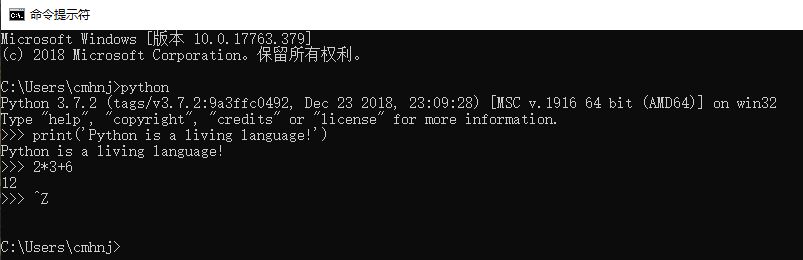 命令提示符
Microsoft Windows [版本 10.0.17763.379]
(c) 2018 Microsoft Corporation。保留所有权利。
C:\Users\cmhnj>python
Python 3.7.2 (tags/v3.7.2:9a3ffc0492, Dec 23 2018, 23:09:28) [MSC v.1916 64 bit (AMD64)] on win32
Type "help", "copyright", "credits" or "license" for more information.
>>> print('Python is a living language!')
Python is a living language!
>>> 2*3+6
12
>>> ^Z
C:\Users\cmhnj>